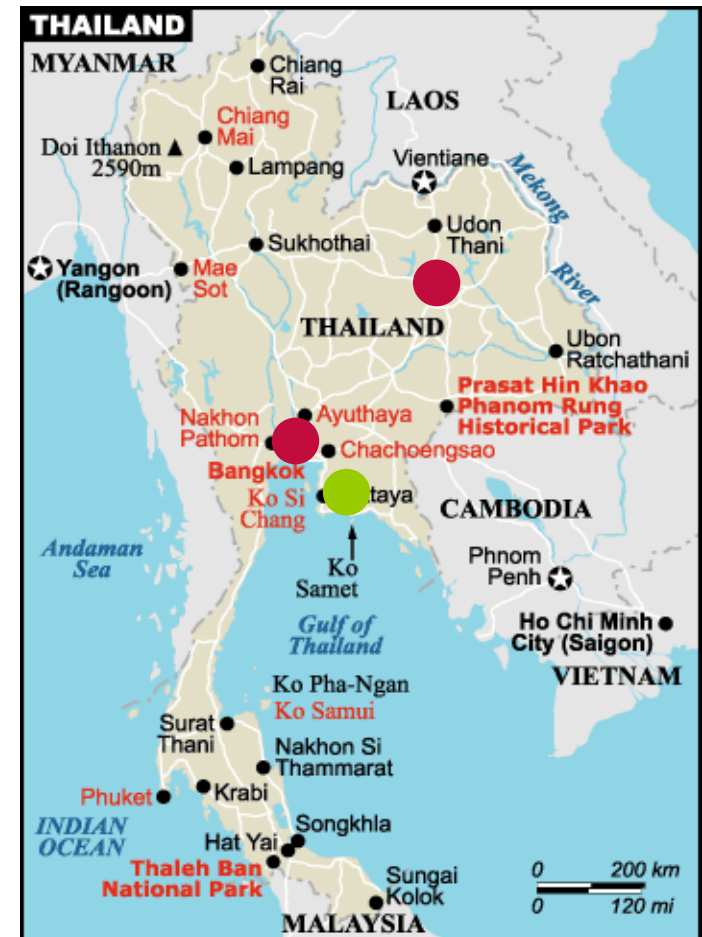 THAILAND
MYANMAR
Chiang
Rai
LAOS
Chiang
Mai
Doi Ithanon
2590m
Lampang
Vientiane
Mekong
River
Udon
Thani
Sukhothai
Yangon
(Rangoon)
Mae
Sot
THAILAND
Ubon
Ratchathani
Prasat Hin Khao
Phanom Rung
Historical Park
Nakhon
Pathom
Ayuthaya
Chachoengsao
Bangkok
Ko Si
Chang
taya
CAMBODIA
Andaman
Sea
Ko
Samet
Phnom
Penh
Gulf of
Thailand
Ho Chi Minh
City (Saigon)
VIETNAM
Ko Pha-Ngan
Ko Samui
Surat
Thani
Nakhon Si
Thammarat
Phuket
Krabi
INDIAN
OCEAN
Songkhla
Hat Yai
Thaleh Ban
National Park
Sungai
Kolok
0 200 km
0 120 mi
MALAYSIA